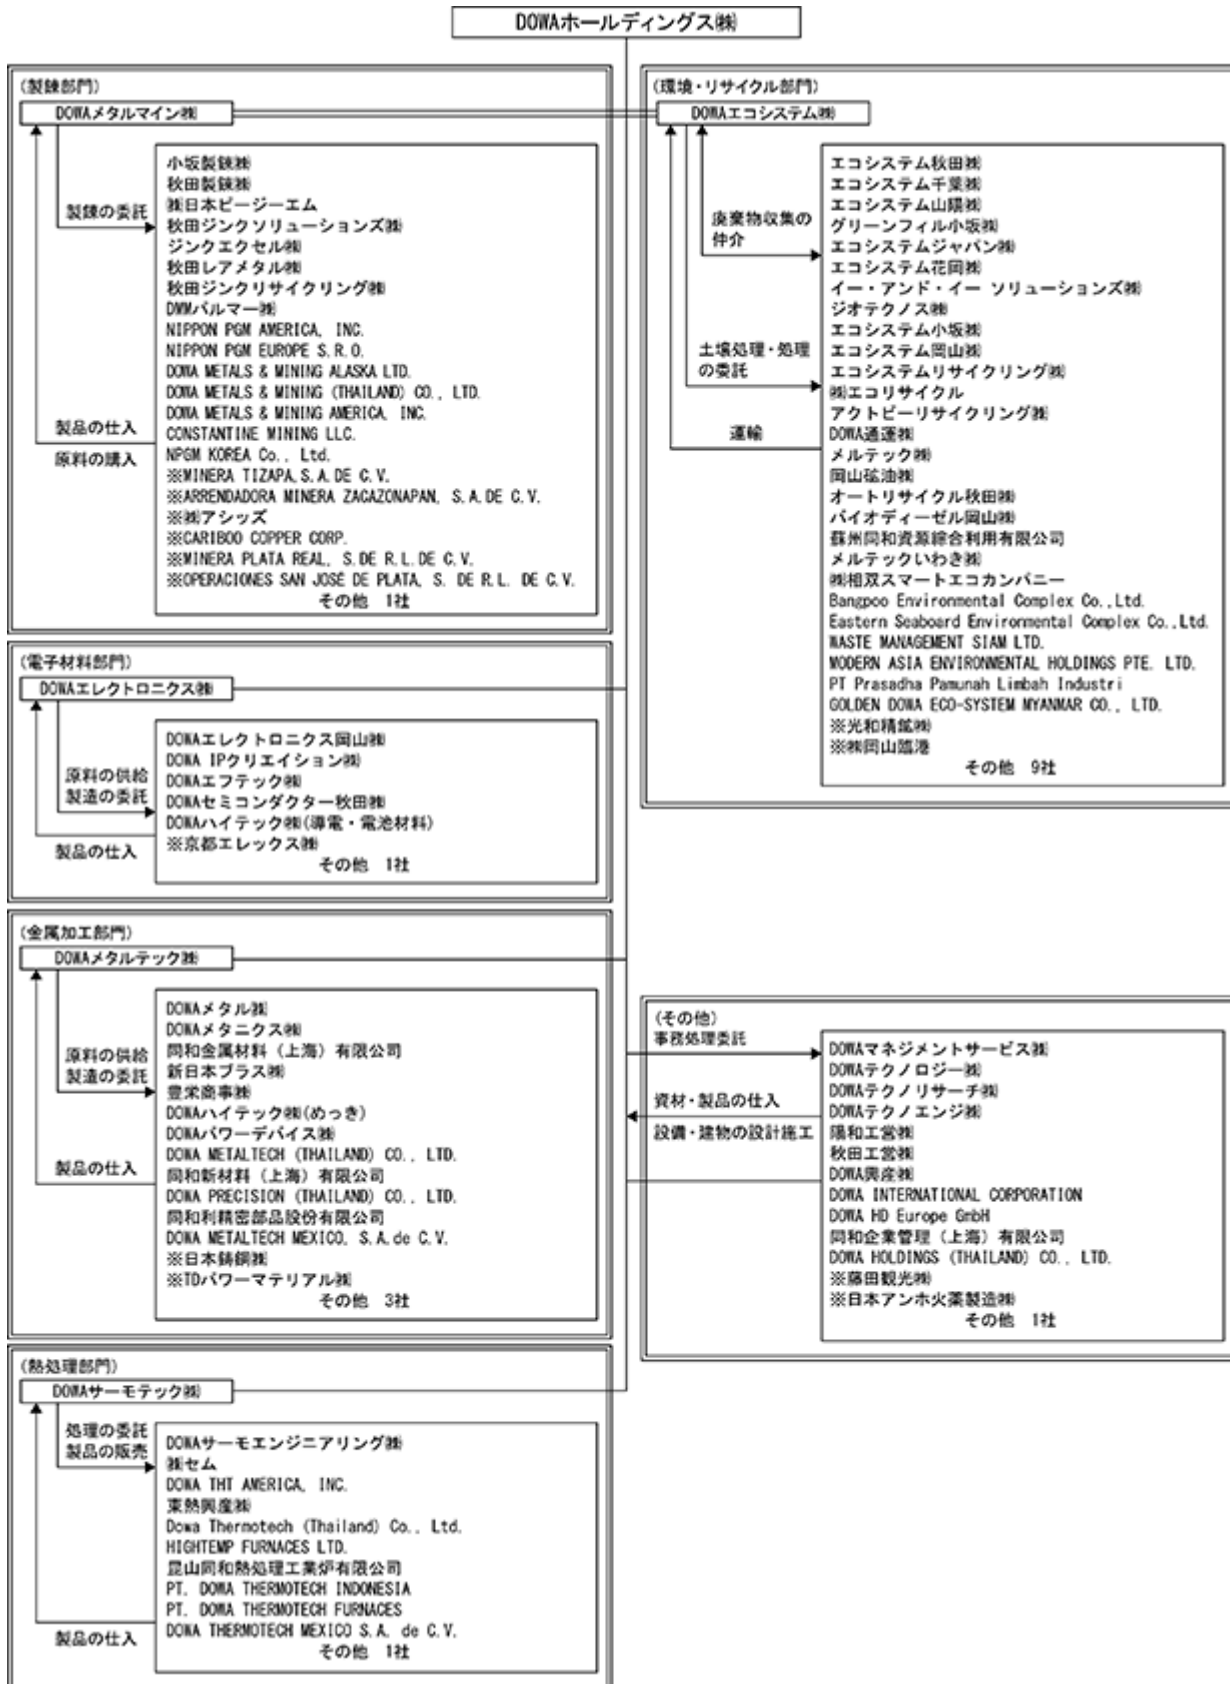 DOWAホールディングス㈱
(製錬部門)
DOWAメタルマイン㈱
製錬の委託
製品の仕入
原料の購入
小坂製錬㈱
秋田製錬㈱
㈱日本ピージーエム
秋田ジンクソリューションズ㈱
ジンクエクセル㈱
秋田レアメタル㈱
秋田ジンクリサイクリング㈱
DMMパルマー㈱
NIPPON PGM AMERICA, INC.
NIPPON PGM EUROPE S.R.O.
DOWA METALS & MINING ALASKA LTD.
DOWA METALS & MINING (THAILAND) CO., LTD.
DOWA METALS & MINING AMERICA, INC.
CONSTANTINE MINING LLC.
NPGM KOREA Co., Ltd.
※MINERA TIZAPA, S.A. DE C.V.
※ARRENDADORA MINERA ZACAZONAPAN, S.A. DE C.V.
※㈱アシッズ
※CARIBOO COPPER CORP.
※MINERA PLATA REAL, S. DE R.L. DE C.V.
※OPERACIONES SAN JOSÉ DE PLATA, S. DE R.L. DE C.V.
その他 1社
(環境・リサイクル部門)
DOWAエコシステム㈱
廃棄物収集の
仲介
土壌処理・処理
の委託
運輸
エコシステム秋田㈱
エコシステム千葉㈱
エコシステム山陽㈱
グリーンフィル小坂㈱
エコシステムジャパン㈱
エコシステム花岡㈱
イー・アンド・イー ソリューションズ㈱
ジオテクノス㈱
エコシステム小坂㈱
エコシステム岡山㈱
エコシステムリサイクリング㈱
㈱エコリサイクル
アクトビーリサイクリング㈱
DOWA通運㈱
メルテック㈱
岡山砿油㈱
オートリサイクル秋田㈱
バイオディーゼル岡山㈱
蘇州同和資源綜合利用有限公司
メルテックいわき㈱
㈱相双スマートエコカンパニー
Bangpoo Environmental Complex Co.,Ltd.
Eastern Seaboard Environmental Complex Co.,Ltd.
WASTE MANAGEMENT SIAM LTD.
MODERN ASIA ENVIRONMENTAL HOLDINGS PTE. LTD.
PT Prasadha Pamunah Limbah Industri
GOLDEN DOWA ECO-SYSTEM MYANMAR CO., LTD.
※光和精鉱㈱
※㈱岡山臨港
その他 9社
(電子材料部門)
DOWAエレクトロニクス㈱
原料の供給
製造の委託
製品の仕入
DOWAエレクトロニクス岡山㈱
DOWA IPクリエイション㈱
DOWAエフテック㈱
DOWAセミコンダクター秋田㈱
DOWAハイテック㈱(導電・電池材料)
※京都エレックス㈱
その他 1社
(金属加工部門)
DOWAメタルテック㈱
原料の供給
製造の委託
製品の仕入
DOWAメタル㈱
DOWAメタニクス㈱
同和金属材料（上海）有限公司
新日本ブラス㈱
豊栄商事㈱
DOWAハイテック㈱(めっき)
DOWAパワーデバイス㈱
DOWA METALTECH (THAILAND) CO., LTD.
同和新材料（上海）有限公司
DOWA PRECISION (THAILAND) CO., LTD.
同和利精密部品股份有限公司
DOWA METALTECH MEXICO, S.A. de C.V.
※日本鋳銅㈱
※TDパワーマテリアル㈱
その他 3社
(その他)
事務処理委託
資材・製品の仕入
設備・建物の設計施工
DOWAマネジメントサービス㈱
DOWAテクノロジー㈱
DOWAテクノリサーチ㈱
DOWAテクノエンジ㈱
陽和工営㈱
秋田工営㈱
DOWA興産㈱
DOWA INTERNATIONAL CORPORATION
DOWA HD Europe GmbH
同和企業管理（上海）有限公司
DOWA HOLDINGS (THAILAND) CO., LTD.
※藤田観光㈱
※日本アンホ火薬製造㈱
その他 1社
(熱処理部門)
DOWAサーモテック㈱
処理の委託
製品の販売
製品の仕入
DOWAサーモエンジニアリング㈱
㈱セム
DOWA THT AMERICA, INC.
東熱興産㈱
Dowa Thermotech (Thailand) Co., Ltd.
HIGHTEMP FURNACES LTD.
昆山同和熱処理工業炉有限公司
PT. DOWA THERMOTECH INDONESIA
PT. DOWA THERMOTECH FURNACES
DOWA THERMOTECH MEXICO S.A. de C.V.
その他 1社